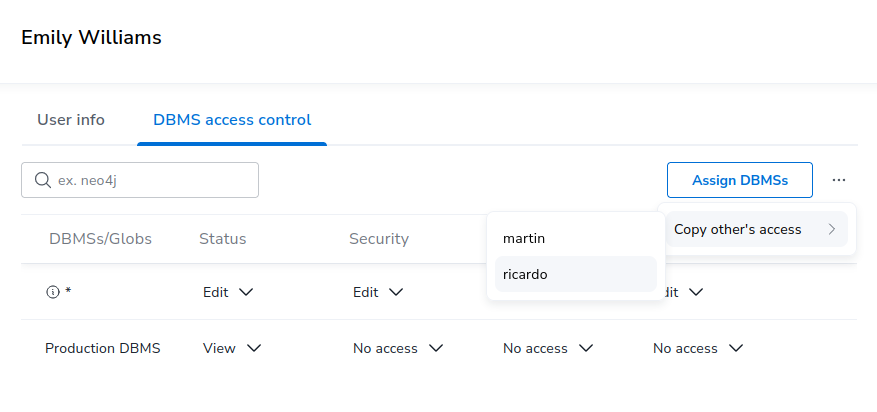 Emily Williams
User info DBMS access control
ex. neo4j Assign DBMSs ...
Copy other's access
DBMSs/Globs Status Security martin
ricardo
* Edit Edit
Production DBMS View No access No access No access